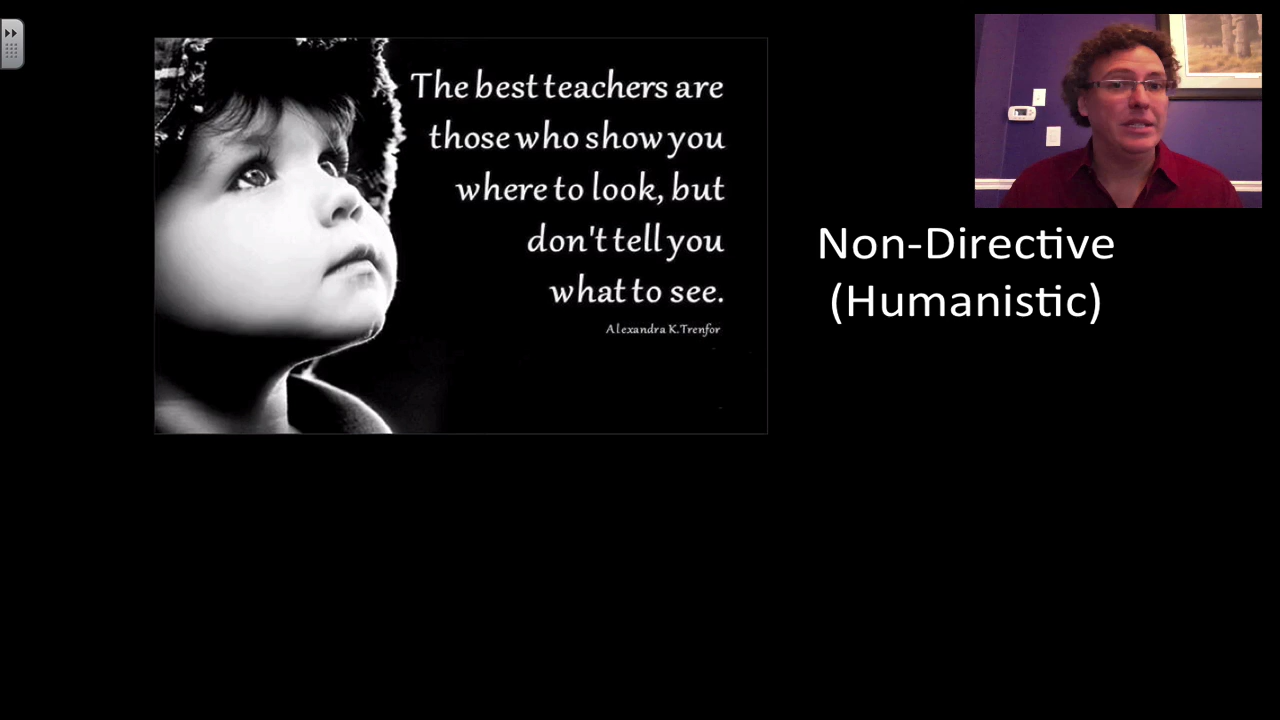 The best teachers are
those who show you
where to look, but
don't tell you
what to see.
Alexandra K.Trenfor
Non-Directive
(Humanistic)